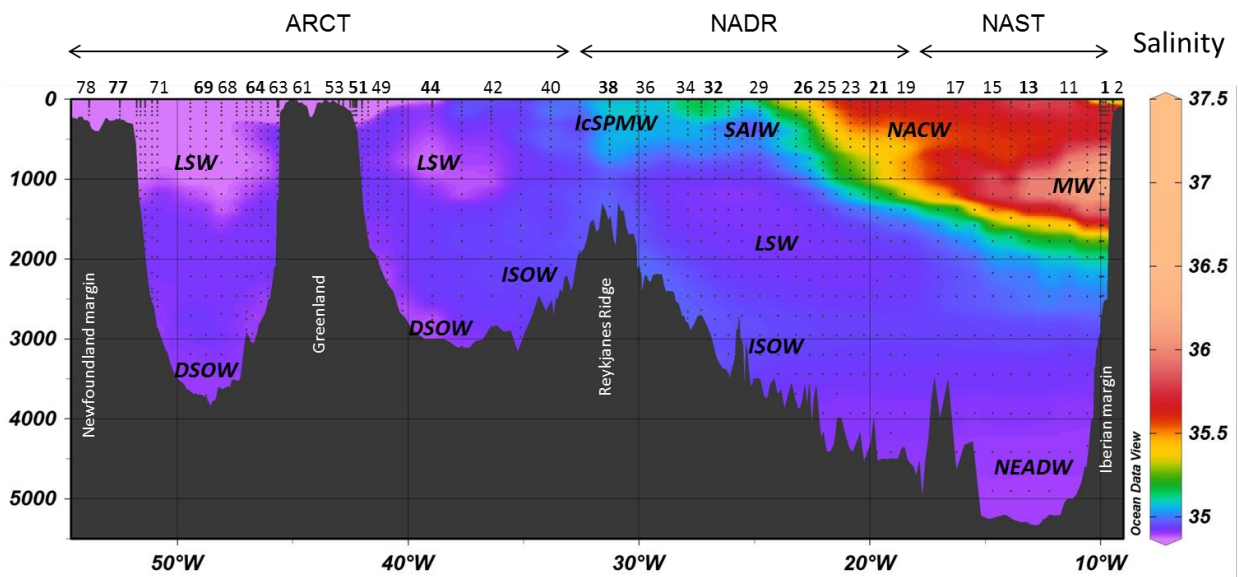 ARCT NADR NAST
Salinity
78 77 71 69 68 64 63 61 53 51 49 44 42 40 38 36 34 32 29 26 25 23 21 19 17 15 13 11 1 2
0
1000
2000
3000
4000
5000
LSW
LSW
IcSPMW
SAIW
NACW
MW
LSW
ISOW
DSOW
ISOW
DSOW
NEADW
Newfoundland margin
Greenland
Reykjanes Ridge
Iberian margin
Ocean Data View
50°W 40°W 30°W 20°W 10°W
37.5
37
36.5
36
35.5
35